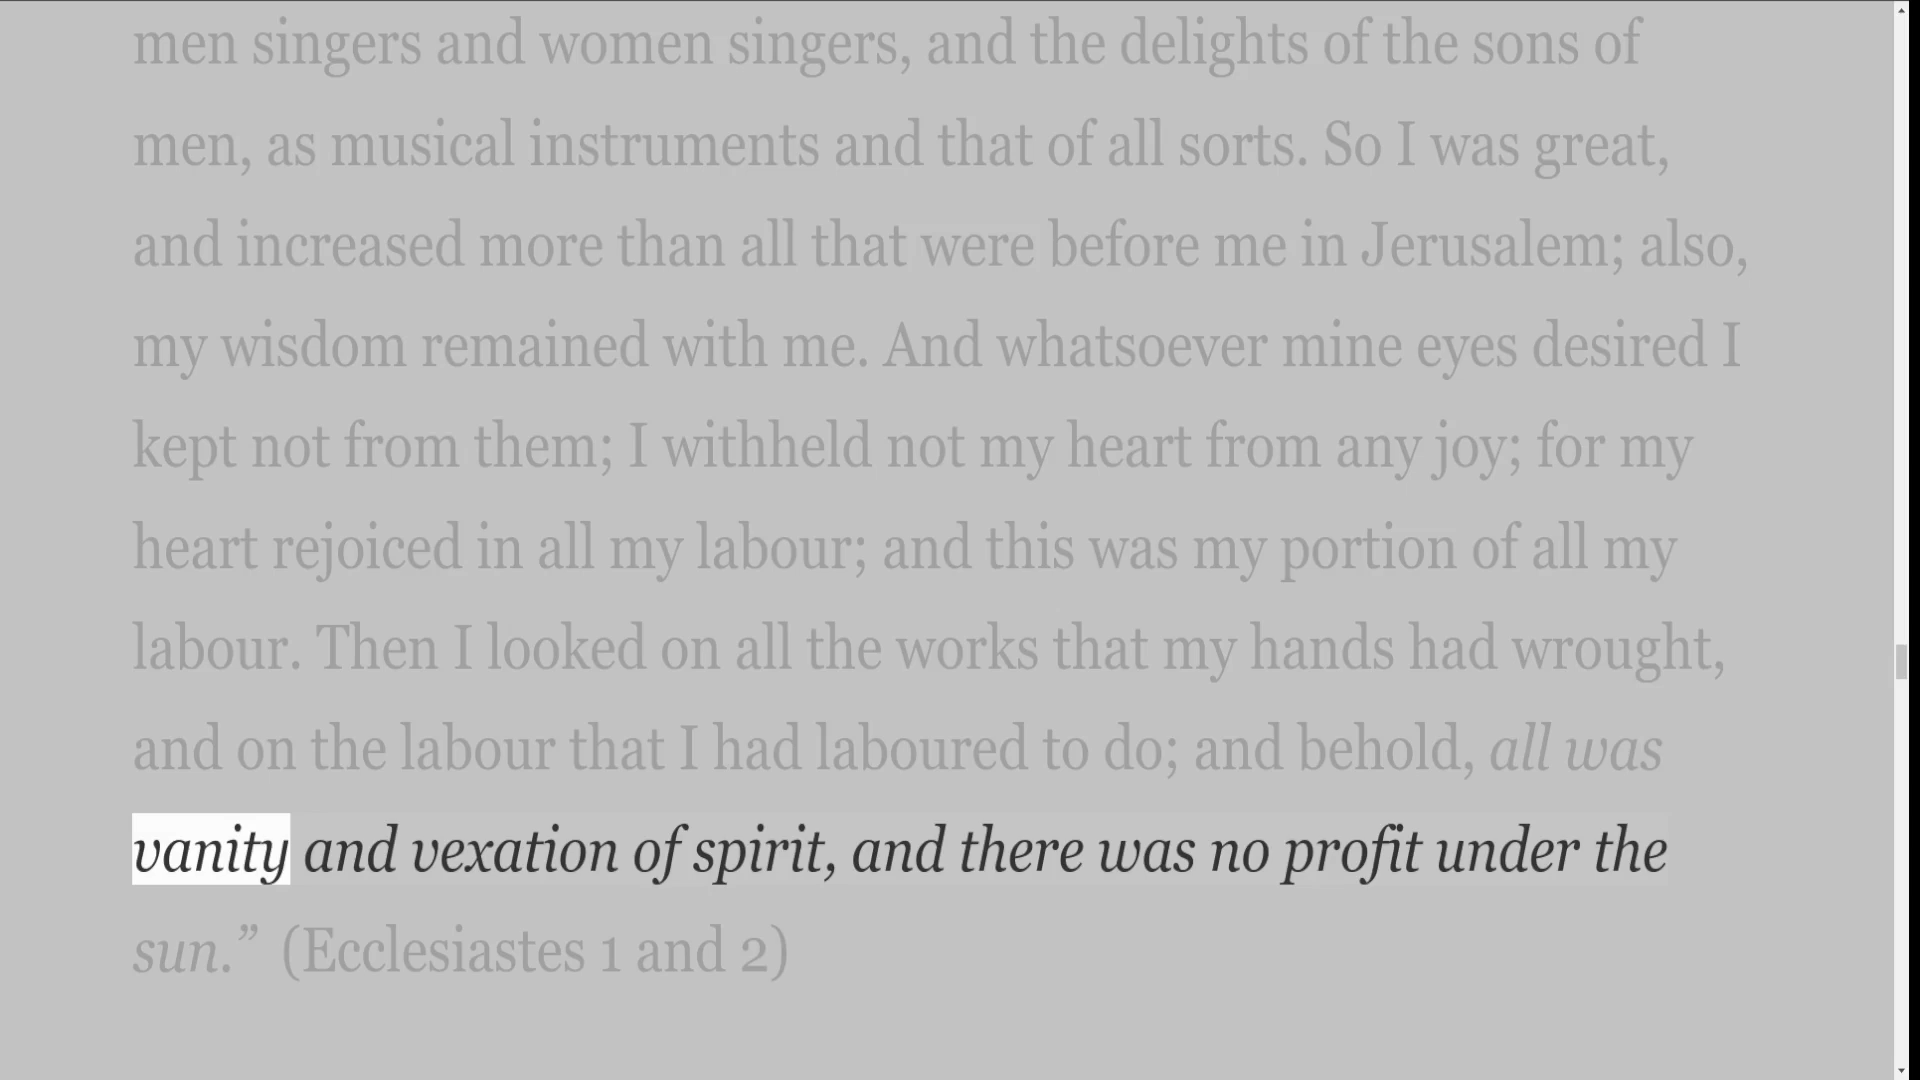 men singers and women singers, and the delights of the sons of
men, as musical instruments and that of all sorts. So I was great,
and increased more than all that were before me in Jerusalem; also,
my wisdom remained with me. And whatsoever mine eyes desired I
kept not from them; I withheld not my heart from any joy; for my
heart rejoiced in all my labour; and this was my portion of all my
labour. Then I looked on all the works that my hands had wrought,
and on the labour that I had laboured to do; and behold, all was
vanity and vexation of spirit, and there was no profit under the
sun.” (Ecclesiastes 1 and 2)